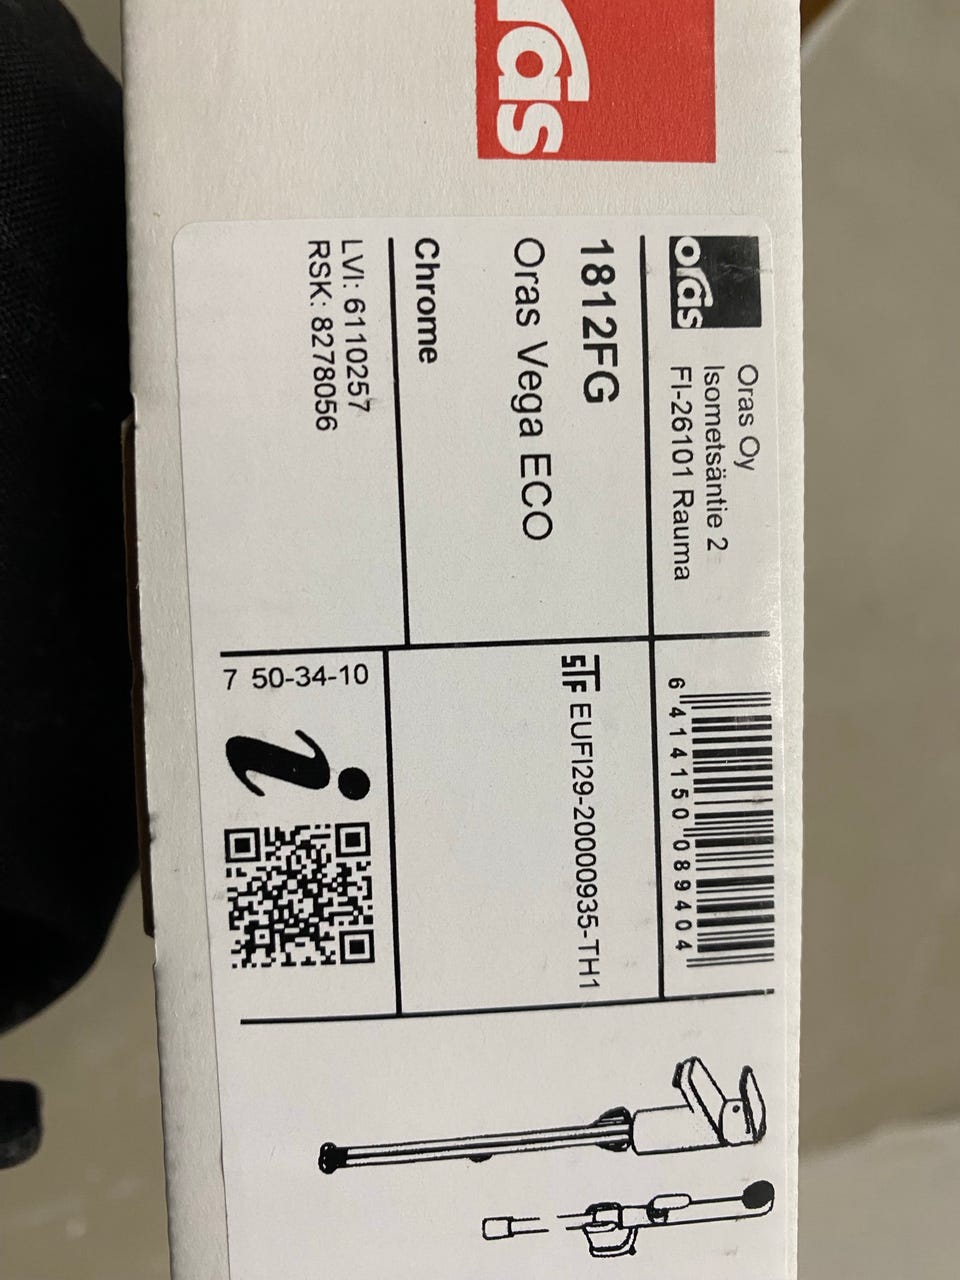 oras
oras
Oras Oy
Isometsäntie 2
FI-26101 Rauma
6 414150 089404
1812FG
Oras Vega ECO
STF EUFI29-20000935-TH1
Chrome
LVI: 6110257
RSK: 8278056
7 50-34-10
i